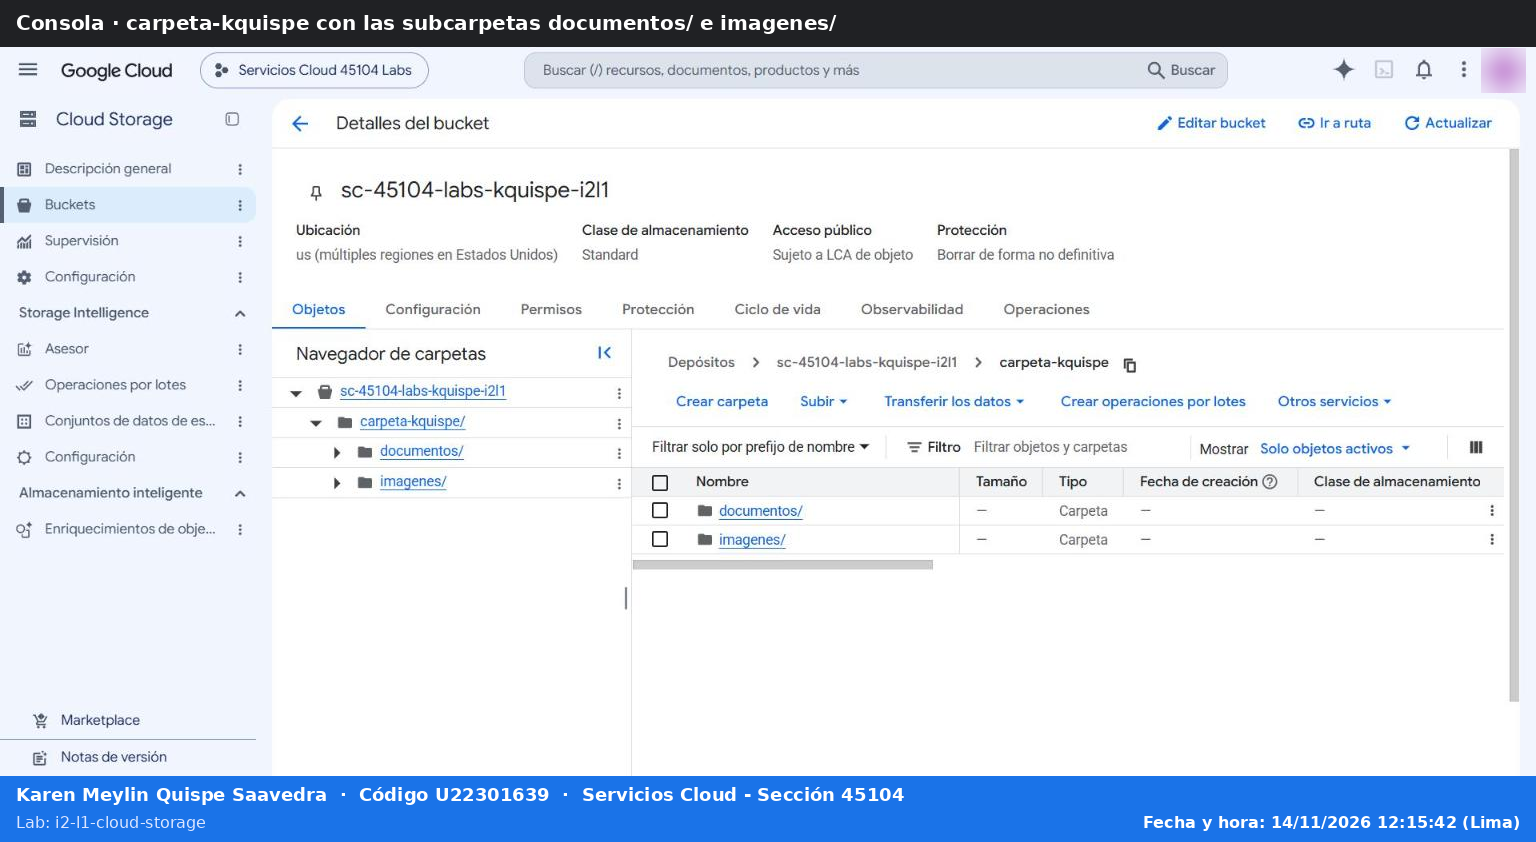 Consola · carpeta-kquispe con las subcarpetas documentos/ e imagenes/
Google Cloud
Servicios Cloud 45104 Labs
Buscar (/) recursos, documentos, productos y más
Buscar
Cloud Storage
Descripción general
Buckets
Supervisión
Configuración
Storage Intelligence
Asesor
Operaciones por lotes
Conjuntos de datos de es...
Configuración
Almacenamiento inteligente
Enriquecimientos de obje...
Marketplace
Notas de versión
Detalles del bucket
Editar bucket
Ir a ruta
Actualizar
sc-45104-labs-kquispe-i2l1
Ubicación Clase de almacenamiento Acceso público Protección
us (múltiples regiones en Estados Unidos) Standard Sujeto a LCA de objeto Borrar de forma no definitiva
Objetos Configuración Permisos Protección Ciclo de vida Observabilidad Operaciones
Navegador de carpetas
sc-45104-labs-kquispe-i2l1
carpeta-kquispe/
documentos/
imagenes/
Depósitos sc-45104-labs-kquispe-i2l1 carpeta-kquispe
Crear carpeta Subir Transferir los datos Crear operaciones por lotes Otros servicios
Filtrar solo por prefijo de nombre Filtro Filtrar objetos y carpetas Mostrar Solo objetos activos
Nombre Tamaño Tipo Fecha de creación Clase de almacenamiento
documentos/ — Carpeta — —
imagenes/ — Carpeta — —
Karen Meylin Quispe Saavedra · Código U22301639 · Servicios Cloud - Sección 45104
Lab: i2-l1-cloud-storage
Fecha y hora: 14/11/2026 12:15:42 (Lima)